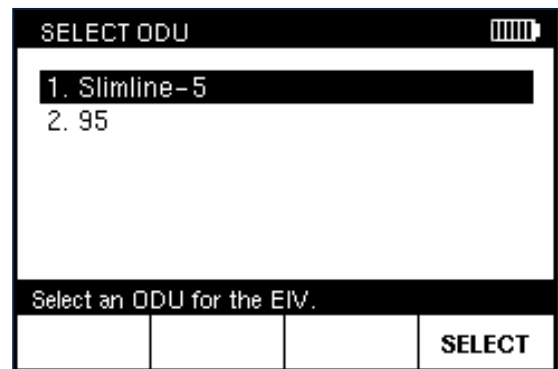 SELECT ODU
1. Slimline-5
2. 95
Select an ODU for the EIV.
SELECT